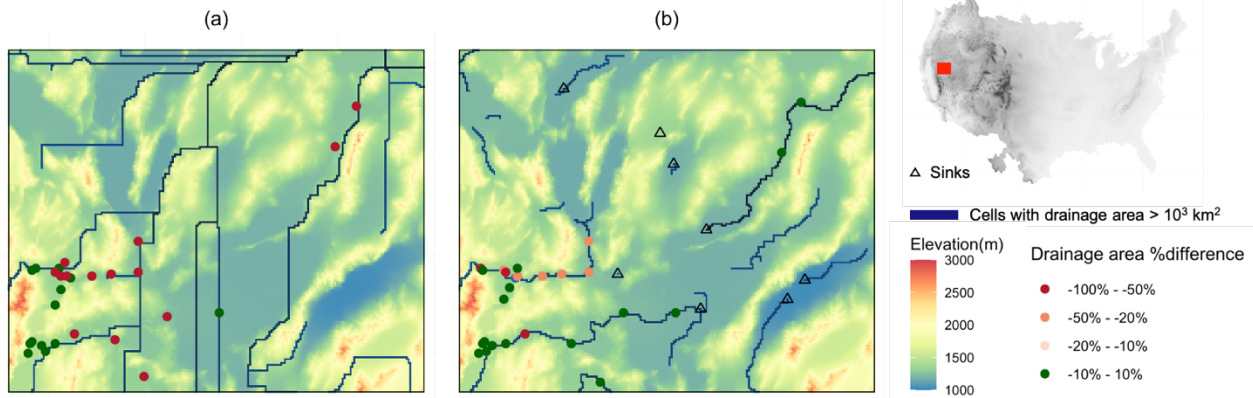 (a)
(b)
Sinks
Cells with drainage area > 10³ km²
Elevation(m)
3000
2500
2000
1500
1000
Drainage area %difference
-100% - -50%
-50% - -20%
-20% - -10%
-10% - 10%